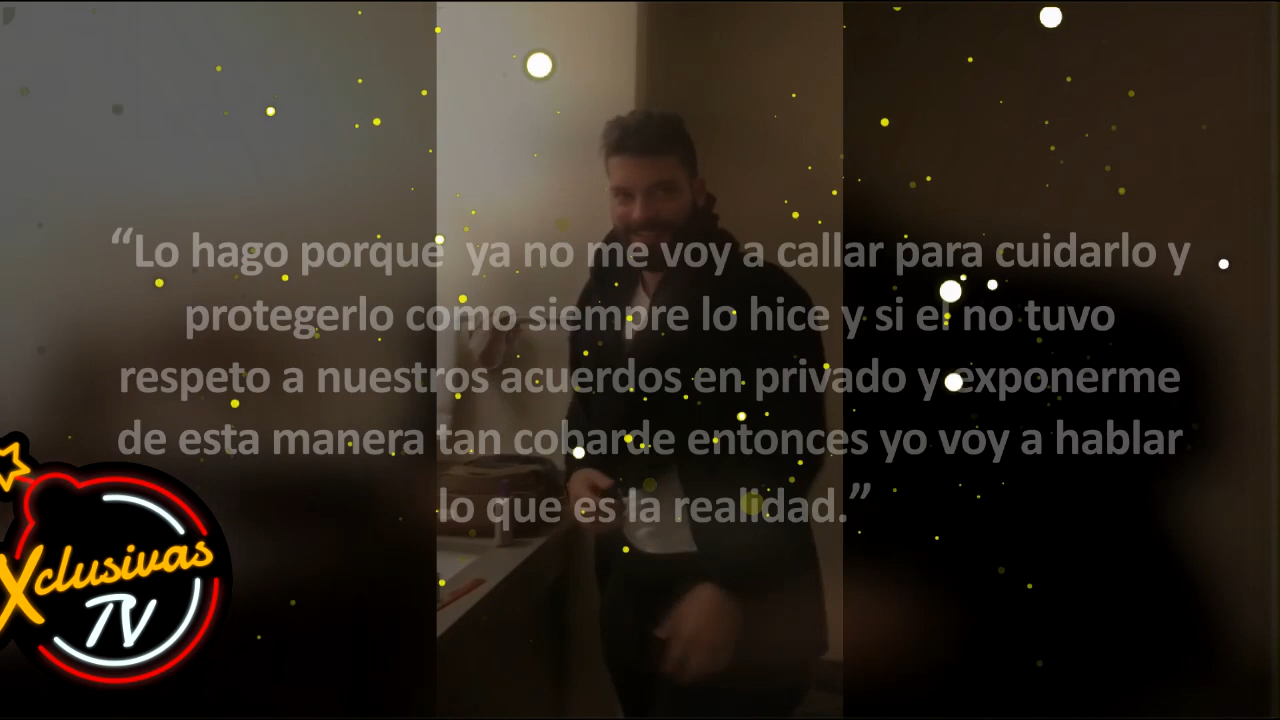 “Lo hago porque  ya no me voy a callar para cuidarlo y
protegerlo como siempre lo hice y si el no tuvo
respeto a nuestros acuerdos en privado y exponerme
de esta manera tan cobarde entonces yo voy a hablar
lo que es la realidad.”
Xclusivas
TV